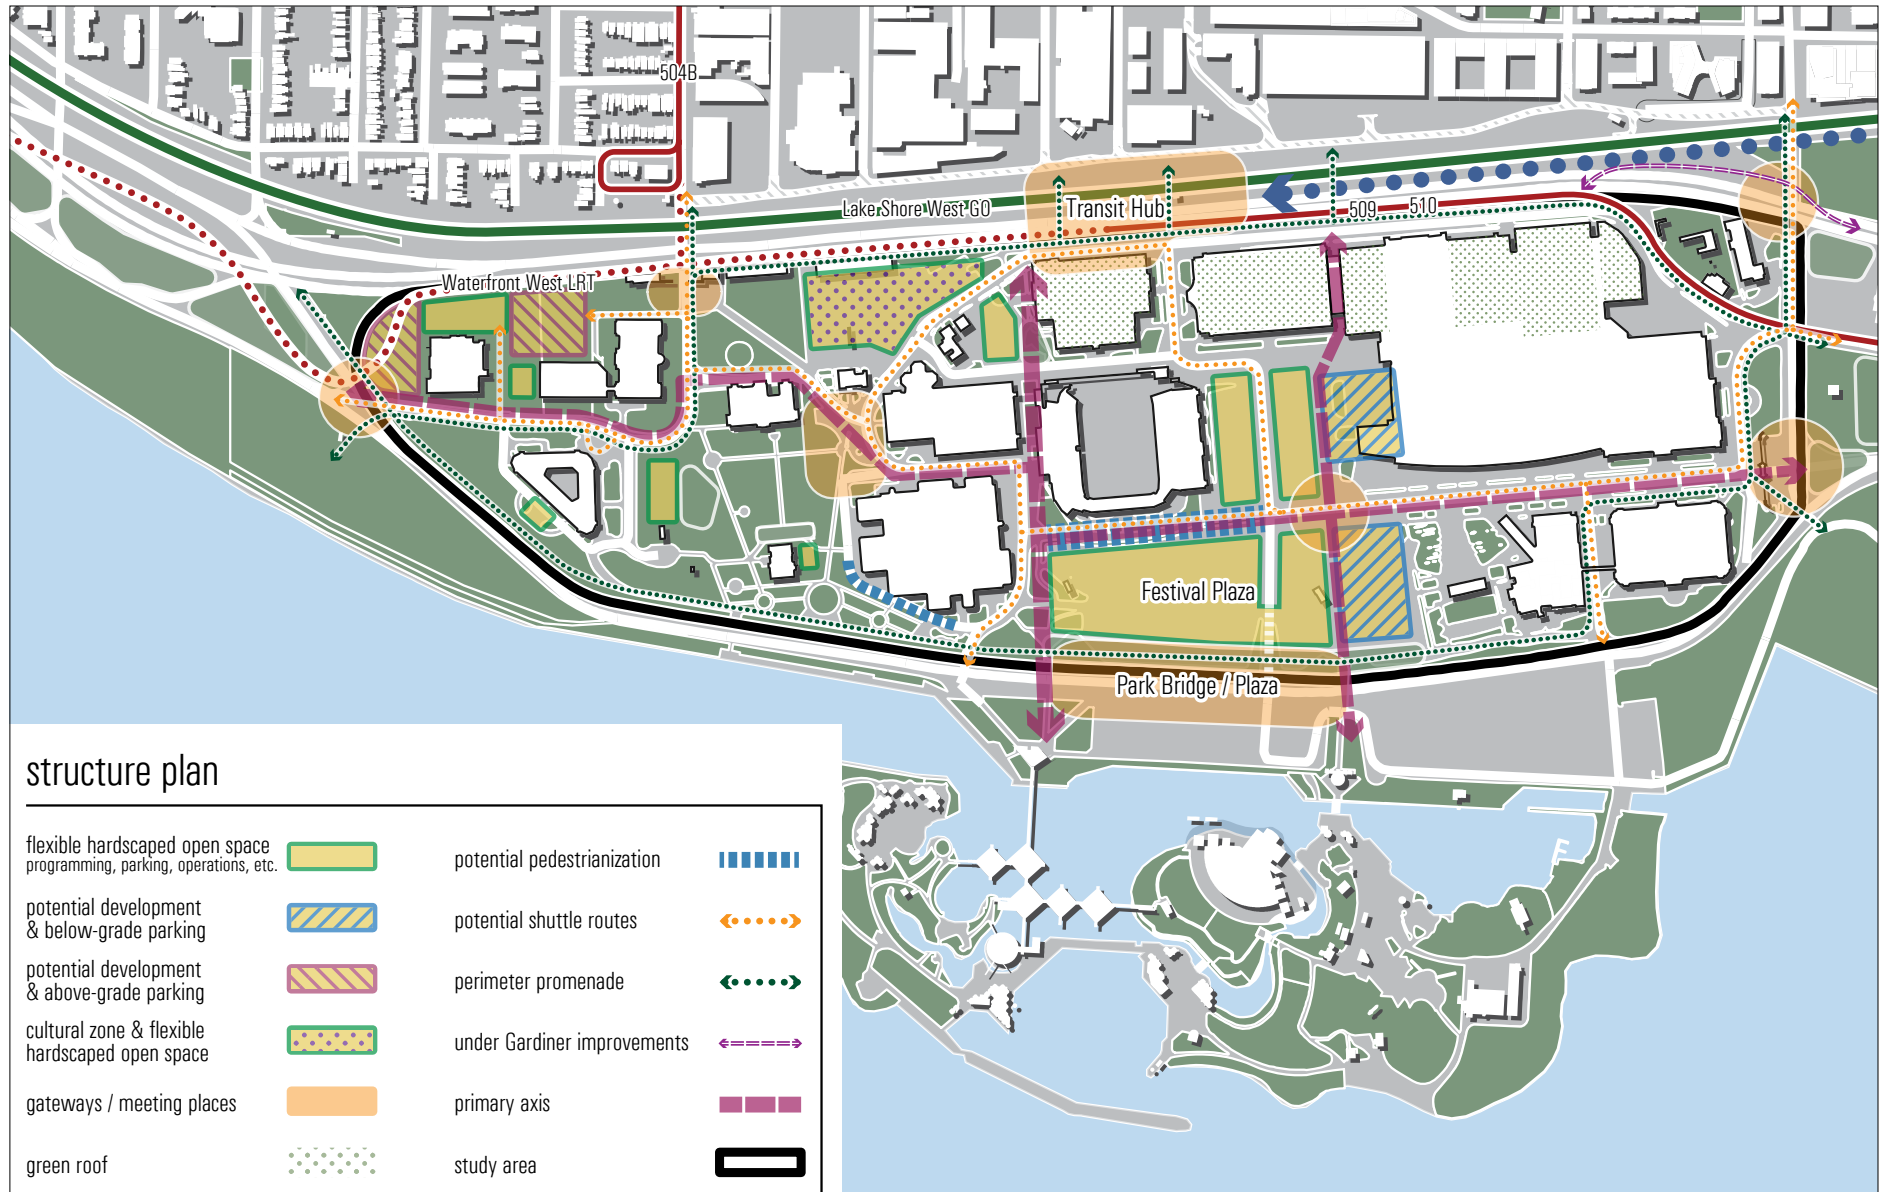 504B
Lake Shore West GO
Transit Hub
509
510
Waterfront West LRT
Festival Plaza
Park Bridge / Plaza
structure plan
flexible hardscaped open space
programming, parking, operations, etc.
potential development
& below-grade parking
potential development
& above-grade parking
cultural zone & flexible
hardscaped open space
gateways / meeting places
green roof
potential pedestrianization
potential shuttle routes
perimeter promenade
under Gardiner improvements
primary axis
study area